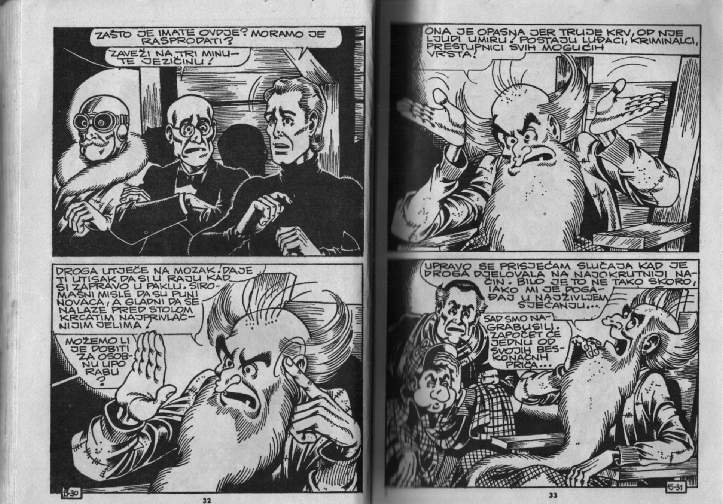 ZAŠTO JE IMATE OVDJE? MORAMO JE
RASPRODATI?
ZAVEŽI NA TRI MINU-
TE JEZIČINU!
DROGA UTJEČE NA MOZAK. DAJE
TI UTISAK DA SI U RAJU KAD
SI ZAPRAVO U PAKLU. SIRO-
MAŠNI MISLE DA SU PUNI
NOVACA, A GLADNI DA SE
NALAZE PRED STOLOM
KRCATIM NAJPRIMLAČ-
NIJIM JELIMA!
MOŽEMO LI
JE DOBITI
ZA OSOB-
NU UPO
RABU
?
32
ONA JE OPASNA JER TRUJE KRV, OD NJE
LJUDI UMIRU! POSTAJU LUĐACI, KRIMINALCI,
PRESTUPNICI SVIH MOGUĆIH
VRSTA!
UPRAVO SE PRISJEĆAM SLUČAJA KAD JE
DROGA DJELOVALA NA NAJOKRUTNIJI NA-
ČIN. BILO JE TO NE TAKO SKORO,
IAKO MI JE DOGA-
ĐAJ U NAJŽIVLJEM
SJEĆANJU...
SAD SMO NA-
GRABUSILI.
ZAPOČET ĆE
JEDNU OD
SVOJIH BES-
KONAČNIH
PRIČA...
33